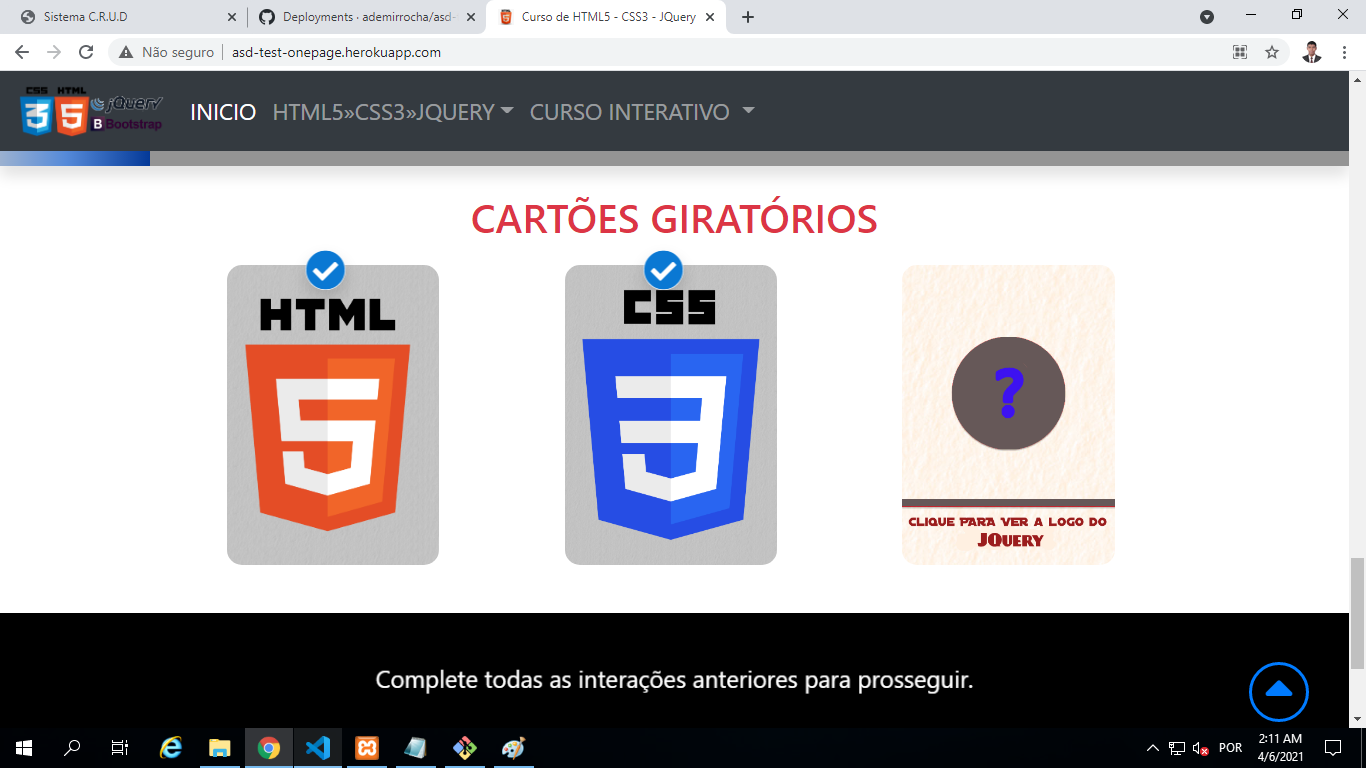 Sistema C.R.U.D
Deployments · ademirrocha/asd-
Curso de HTML5 - CSS3 - JQuery
Não seguro
asd-test-onepage.herokuapp.com
CSS HTML
3 5 jQuery
B Bootstrap
INICIO HTML5»CSS3»JQUERY CURSO INTERATIVO
CARTÕES GIRATÓRIOS
HTML
5
CSS
3
?
CLIQUE PARA VER A LOGO DO
JQUERY
Complete todas as interações anteriores para prosseguir.
POR
2:11 AM
4/6/2021